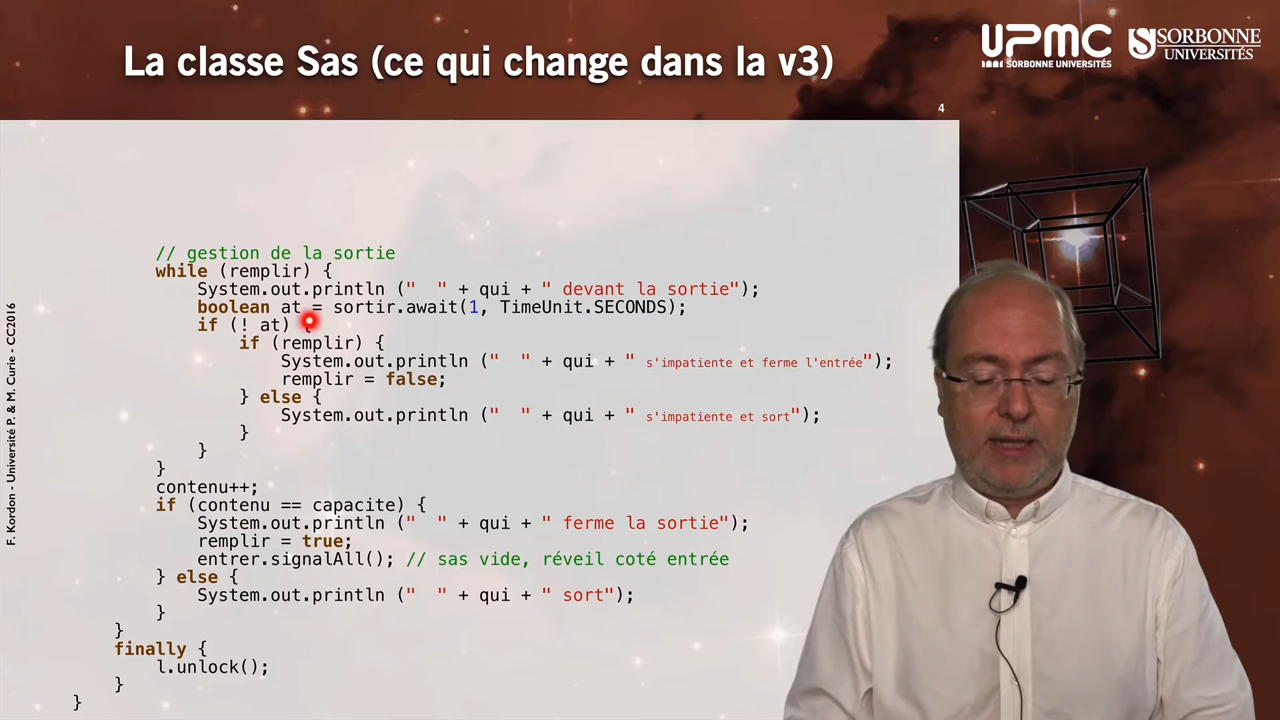 La classe Sas (ce qui change dans la v3)
UPMC
SORBONNE UNIVERSITÉS
SORBONNE
UNIVERSITÉS
4
F. Kordon - Université P. & M. Curie - CC2016
// gestion de la sortie
while (remplir) {
System.out.println ("  " + qui + " devant la sortie");
boolean at = sortir.await(1, TimeUnit.SECONDS);
if (! at) {
if (remplir) {
System.out.println ("  " + qui + " s'impatiente et ferme l'entrée");
remplir = false;
} else {
System.out.println ("  " + qui + " s'impatiente et sort");
}
}
}
contenu++;
if (contenu == capacite) {
System.out.println ("  " + qui + " ferme la sortie");
remplir = true;
entrer.signalAll(); // sas vide, réveil coté entrée
} else {
System.out.println ("  " + qui + " sort");
}
}
finally {
l.unlock();
}
}